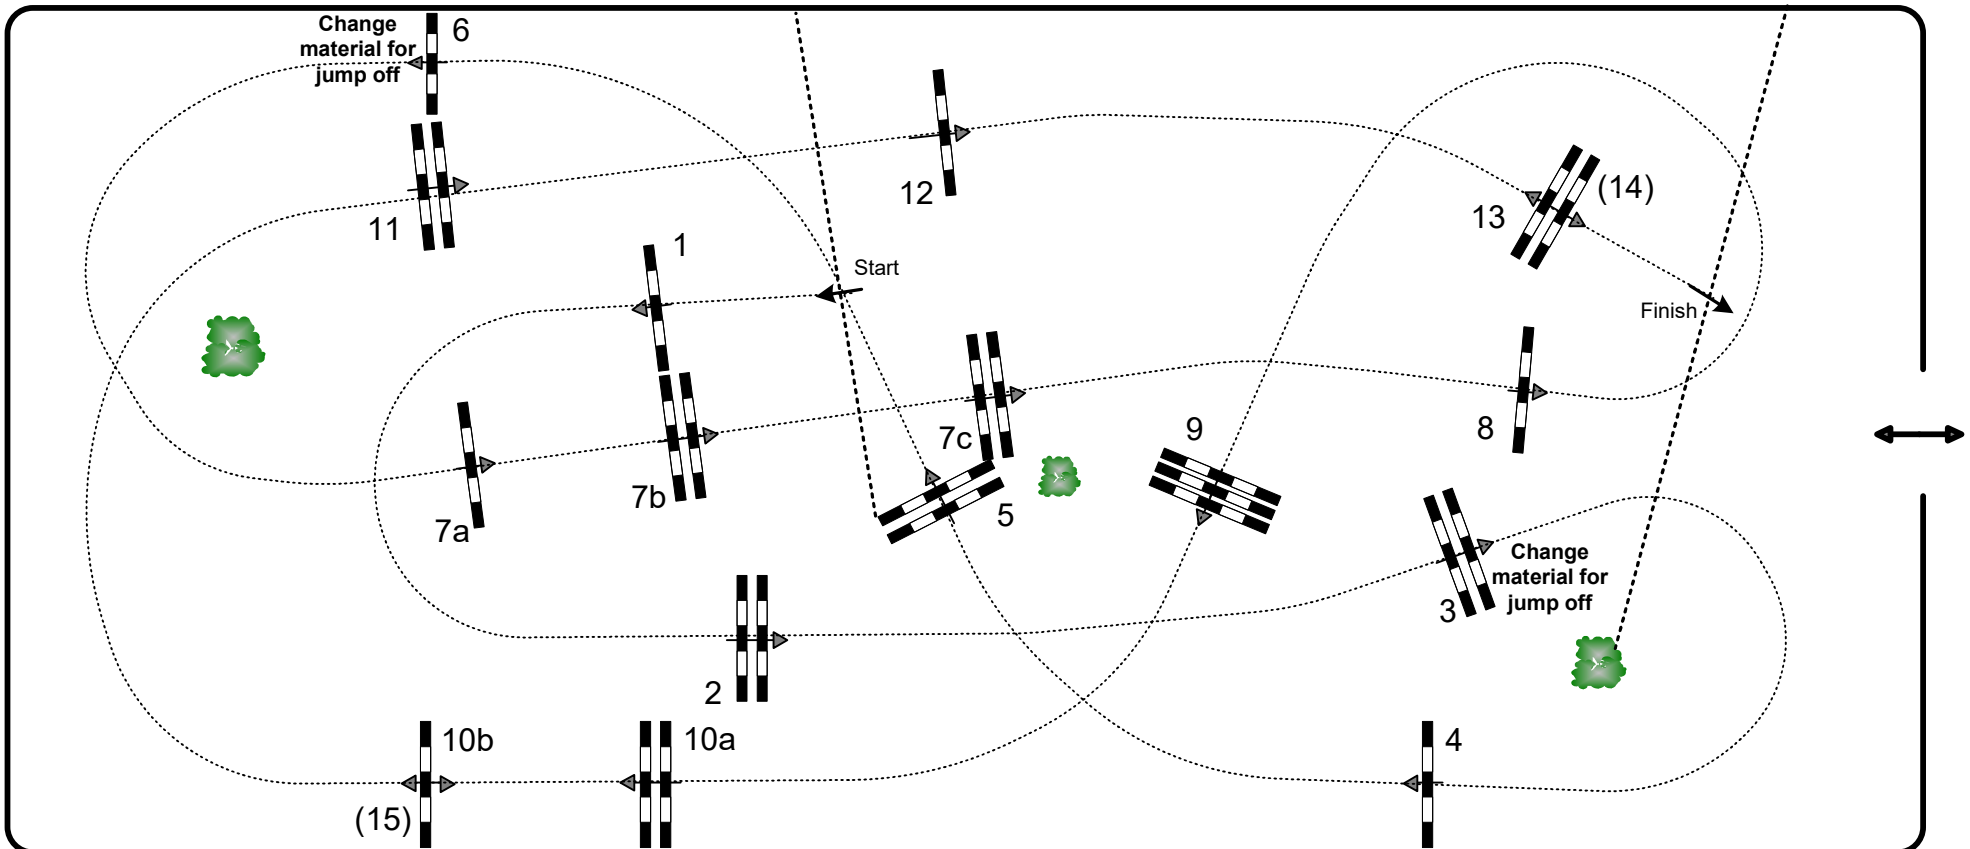 Change
material for
jump off
6
12
11
13
(14)
1
Start
Finish
7c
9
8
7b
7a
5
Change
material for
jump off
3
2
10b
10a
4
(15)